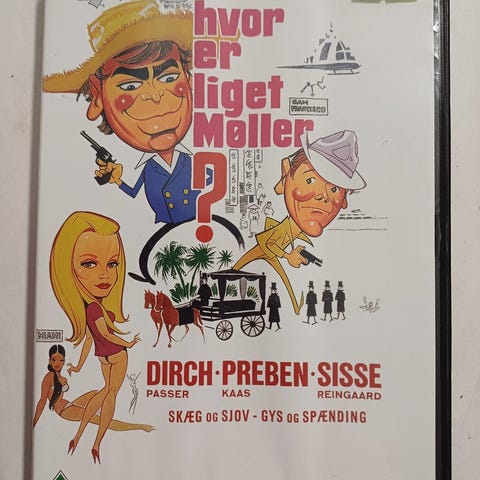 hvor
er
liget
Møller
?
SAN
FRANCISCO
MIAMI
DIRCH · PREBEN · SISSE
PASSER KAAS REINGAARD
SKÆG OG SJOV - GYS OG SPÆNDING